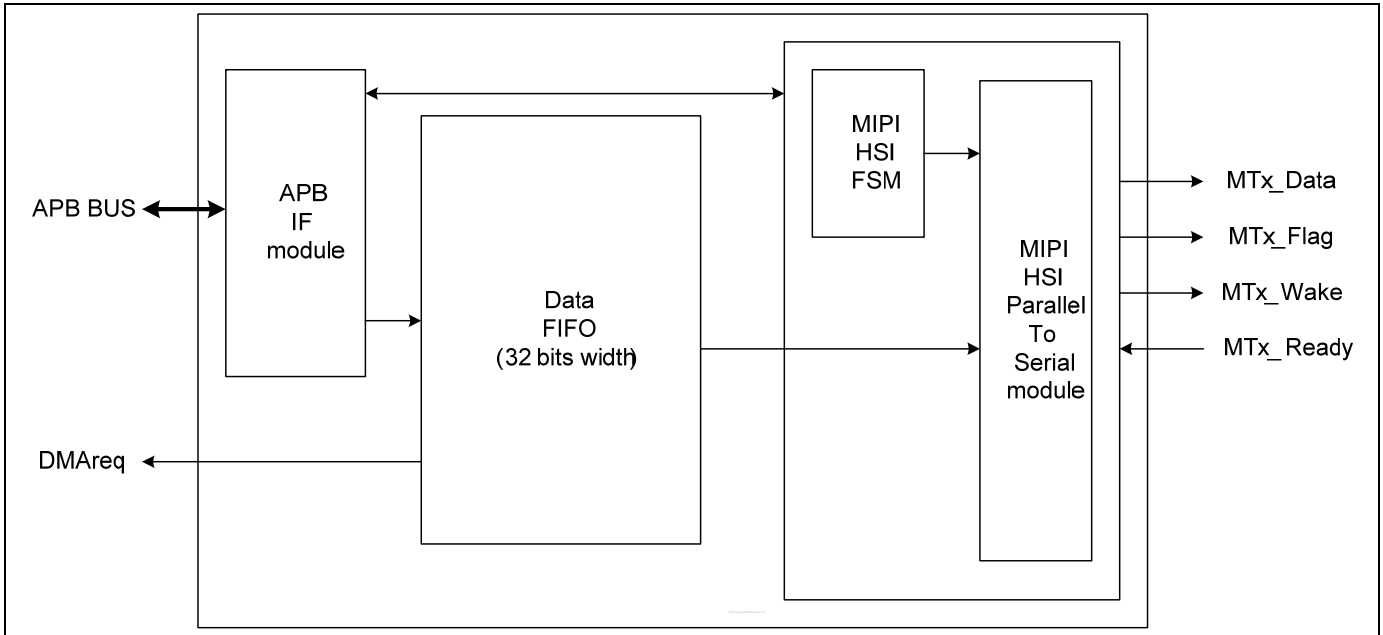 APB BUS
DMAreq
APB
IF
module
Data
FIFO
(32 bits width)
MIPI
HSI
FSM
MIPI
HSI
Parallel
To
Serial
module
MTx_Data
MTx_Flag
MTx_Wake
MTx_Ready